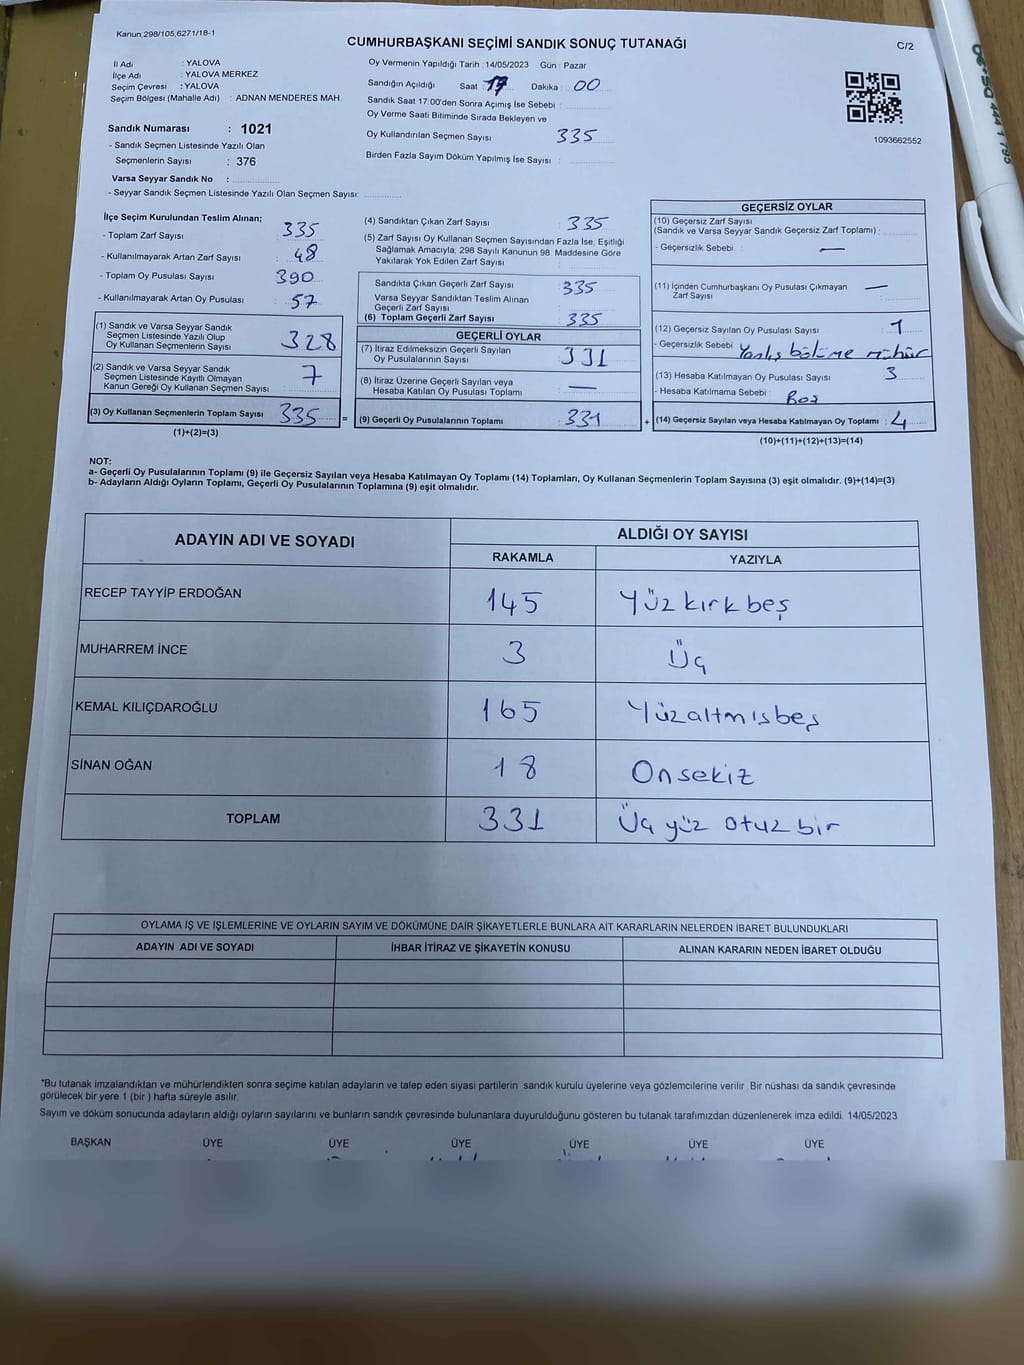 Kanun.298/105,6271/18-1
CUMHURBAŞKANI SEÇİMİ SANDIK SONUÇ TUTANAĞI
C/2
İl Adı : YALOVA
İlçe Adı : YALOVA MERKEZ
Seçim Çevresi : YALOVA
Seçim Bölgesi (Mahalle Adı) : ADNAN MENDERES MAH.
Sandık Numarası : 1021
- Sandık Seçmen Listesinde Yazılı Olan
Seçmenlerin Sayısı : 376
Varsa Seyyar Sandık No :
- Seyyar Sandık Seçmen Listesinde Yazılı Olan Seçmen Sayısı:
Oy Vermenin Yapıldığı Tarih : 14/05/2023 Gün : Pazar
Sandığın Açıldığı Saat : 17 Dakika : 00
Sandık Saat 17.00'den Sonra Açımış İse Sebebi :
Oy Verme Saati Bitiminde Sırada Bekleyen ve
Oy Kullandırılan Seçmen Sayısı 335
Birden Fazla Sayım Döküm Yapılmış İse Sayısı :
1093662552
İlçe Seçim Kurulundan Teslim Alınan;
- Toplam Zarf Sayısı : 335
- Kullanılmayarak Artan Zarf Sayısı : 48
- Toplam Oy Pusulası Sayısı : 390
- Kullanılmayarak Artan Oy Pusulası : 57
(1) Sandık ve Varsa Seyyar Sandık
Seçmen Listesinde Yazılı Olup
Oy Kullanan Seçmenlerin Sayısı : 328
(2) Sandık ve Varsa Seyyar Sandık
Seçmen Listesinde Kayıtlı Olmayan
Kanun Gereği Oy Kullanan Seçmen Sayısı : 7
(3) Oy Kullanan Seçmenlerin Toplam Sayısı : 335 =
(1)+(2)=(3)
(4) Sandıktan Çıkan Zarf Sayısı : 335
(5) Zarf Sayısı Oy Kullanan Seçmen Sayısından Fazla İse, Eşitliği
Sağlamak Amacıyla; 298 Sayılı Kanunun 98. Maddesine Göre
Yakılarak Yok Edilen Zarf Sayısı
Sandıkta Çıkan Geçerli Zarf Sayısı : 335
Varsa Seyyar Sandıktan Teslim Alınan
Geçerli Zarf Sayısı :
(6) Toplam Geçerli Zarf Sayısı : 335
GEÇERLİ OYLAR
(7) İtiraz Edilmeksizin Geçerli Sayılan
Oy Pusulalarının Sayısı : 331
(8) İtiraz Üzerine Geçerli Sayılan veya
Hesaba Katılan Oy Pusulası Toplamı : —
(9) Geçerli Oy Pusulalarının Toplamı : 331 +
GEÇERSİZ OYLAR
(10) Geçersiz Zarf Sayısı
(Sandık ve Varsa Seyyar Sandık Geçersiz Zarf Toplamı) :
- Geçersizlik Sebebi : —
(11) İçinden Cumhurbaşkanı Oy Pusulası Çıkmayan
Zarf Sayısı : —
(12) Geçersiz Sayılan Oy Pusulası Sayısı : 1
- Geçersizlik Sebebi : Yanlış bölüme mühür
(13) Hesaba Katılmayan Oy Pusulası Sayısı : 3
- Hesaba Katılmama Sebebi : Boş
(14) Geçersiz Sayılan veya Hesaba Katılmayan Oy Toplamı : 4
(10)+(11)+(12)+(13)=(14)
NOT:
a- Geçerli Oy Pusulalarının Toplamı (9) ile Geçersiz Sayılan veya Hesaba Katılmayan Oy Toplamı (14) Toplamları, Oy Kullanan Seçmenlerin Toplam Sayısına (3) eşit olmalıdır. (9)+(14)=(3)
b- Adayların Aldığı Oyların Toplamı, Geçerli Oy Pusulalarının Toplamına (9) eşit olmalıdır.
ADAYIN ADI VE SOYADI
ALDIĞI OY SAYISI
RAKAMLA YAZIYLA
RECEP TAYYİP ERDOĞAN 145 Yüz kırk beş
MUHARREM İNCE 3 Üç
KEMAL KILIÇDAROĞLU 165 Yüzaltmışbeş
SİNAN OĞAN 18 Onsekiz
TOPLAM 331 Üç yüz otuz bir
OYLAMA İŞ VE İŞLEMLERİNE VE OYLARIN SAYIM VE DÖKÜMÜNE DAİR ŞİKAYETLERLE BUNLARA AİT KARARLARIN NELERDEN İBARET BULUNDUKLARI
ADAYIN ADI VE SOYADI İHBAR İTİRAZ VE ŞİKAYETİN KONUSU ALINAN KARARIN NEDEN İBARET OLDUĞU
*Bu tutanak imzalandıktan ve mühürlendikten sonra seçime katılan adayların ve talep eden siyasi partilerin sandık kurulu üyelerine veya gözlemcilerine verilir. Bir nüshası da sandık çevresinde
görülecek bir yere 1 (bir ) hafta süreyle asılır.
Sayım ve döküm sonucunda adayların aldığı oyların sayılarını ve bunların sandık çevresinde bulunanlara duyurulduğunu gösteren bu tutanak tarafımızdan düzenlenerek imza edildi. 14/05/2023
BAŞKAN ÜYE ÜYE ÜYE ÜYE ÜYE ÜYE